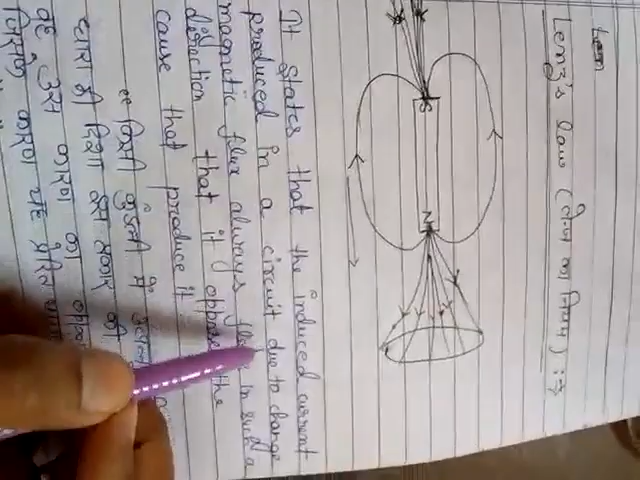 Lenz's law (लेन्ज का नियम) :→
S
N
It states that the induced current
produced in a circuit due to change
magnetic flux always in such a
direction that it oppose the
cause that produce it.
"किसी कुंडली में
धारा की दिशा इस प्रकार की
वह उस कारण का
जिसके कारण यह प्रेरित